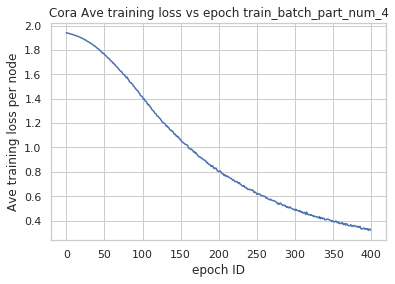 Cora Ave training loss vs epoch train_batch_part_num_4
Ave training loss per node
2.0
1.8
1.6
1.4
1.2
1.0
0.8
0.6
0.4
0 50 100 150 200 250 300 350 400
epoch ID